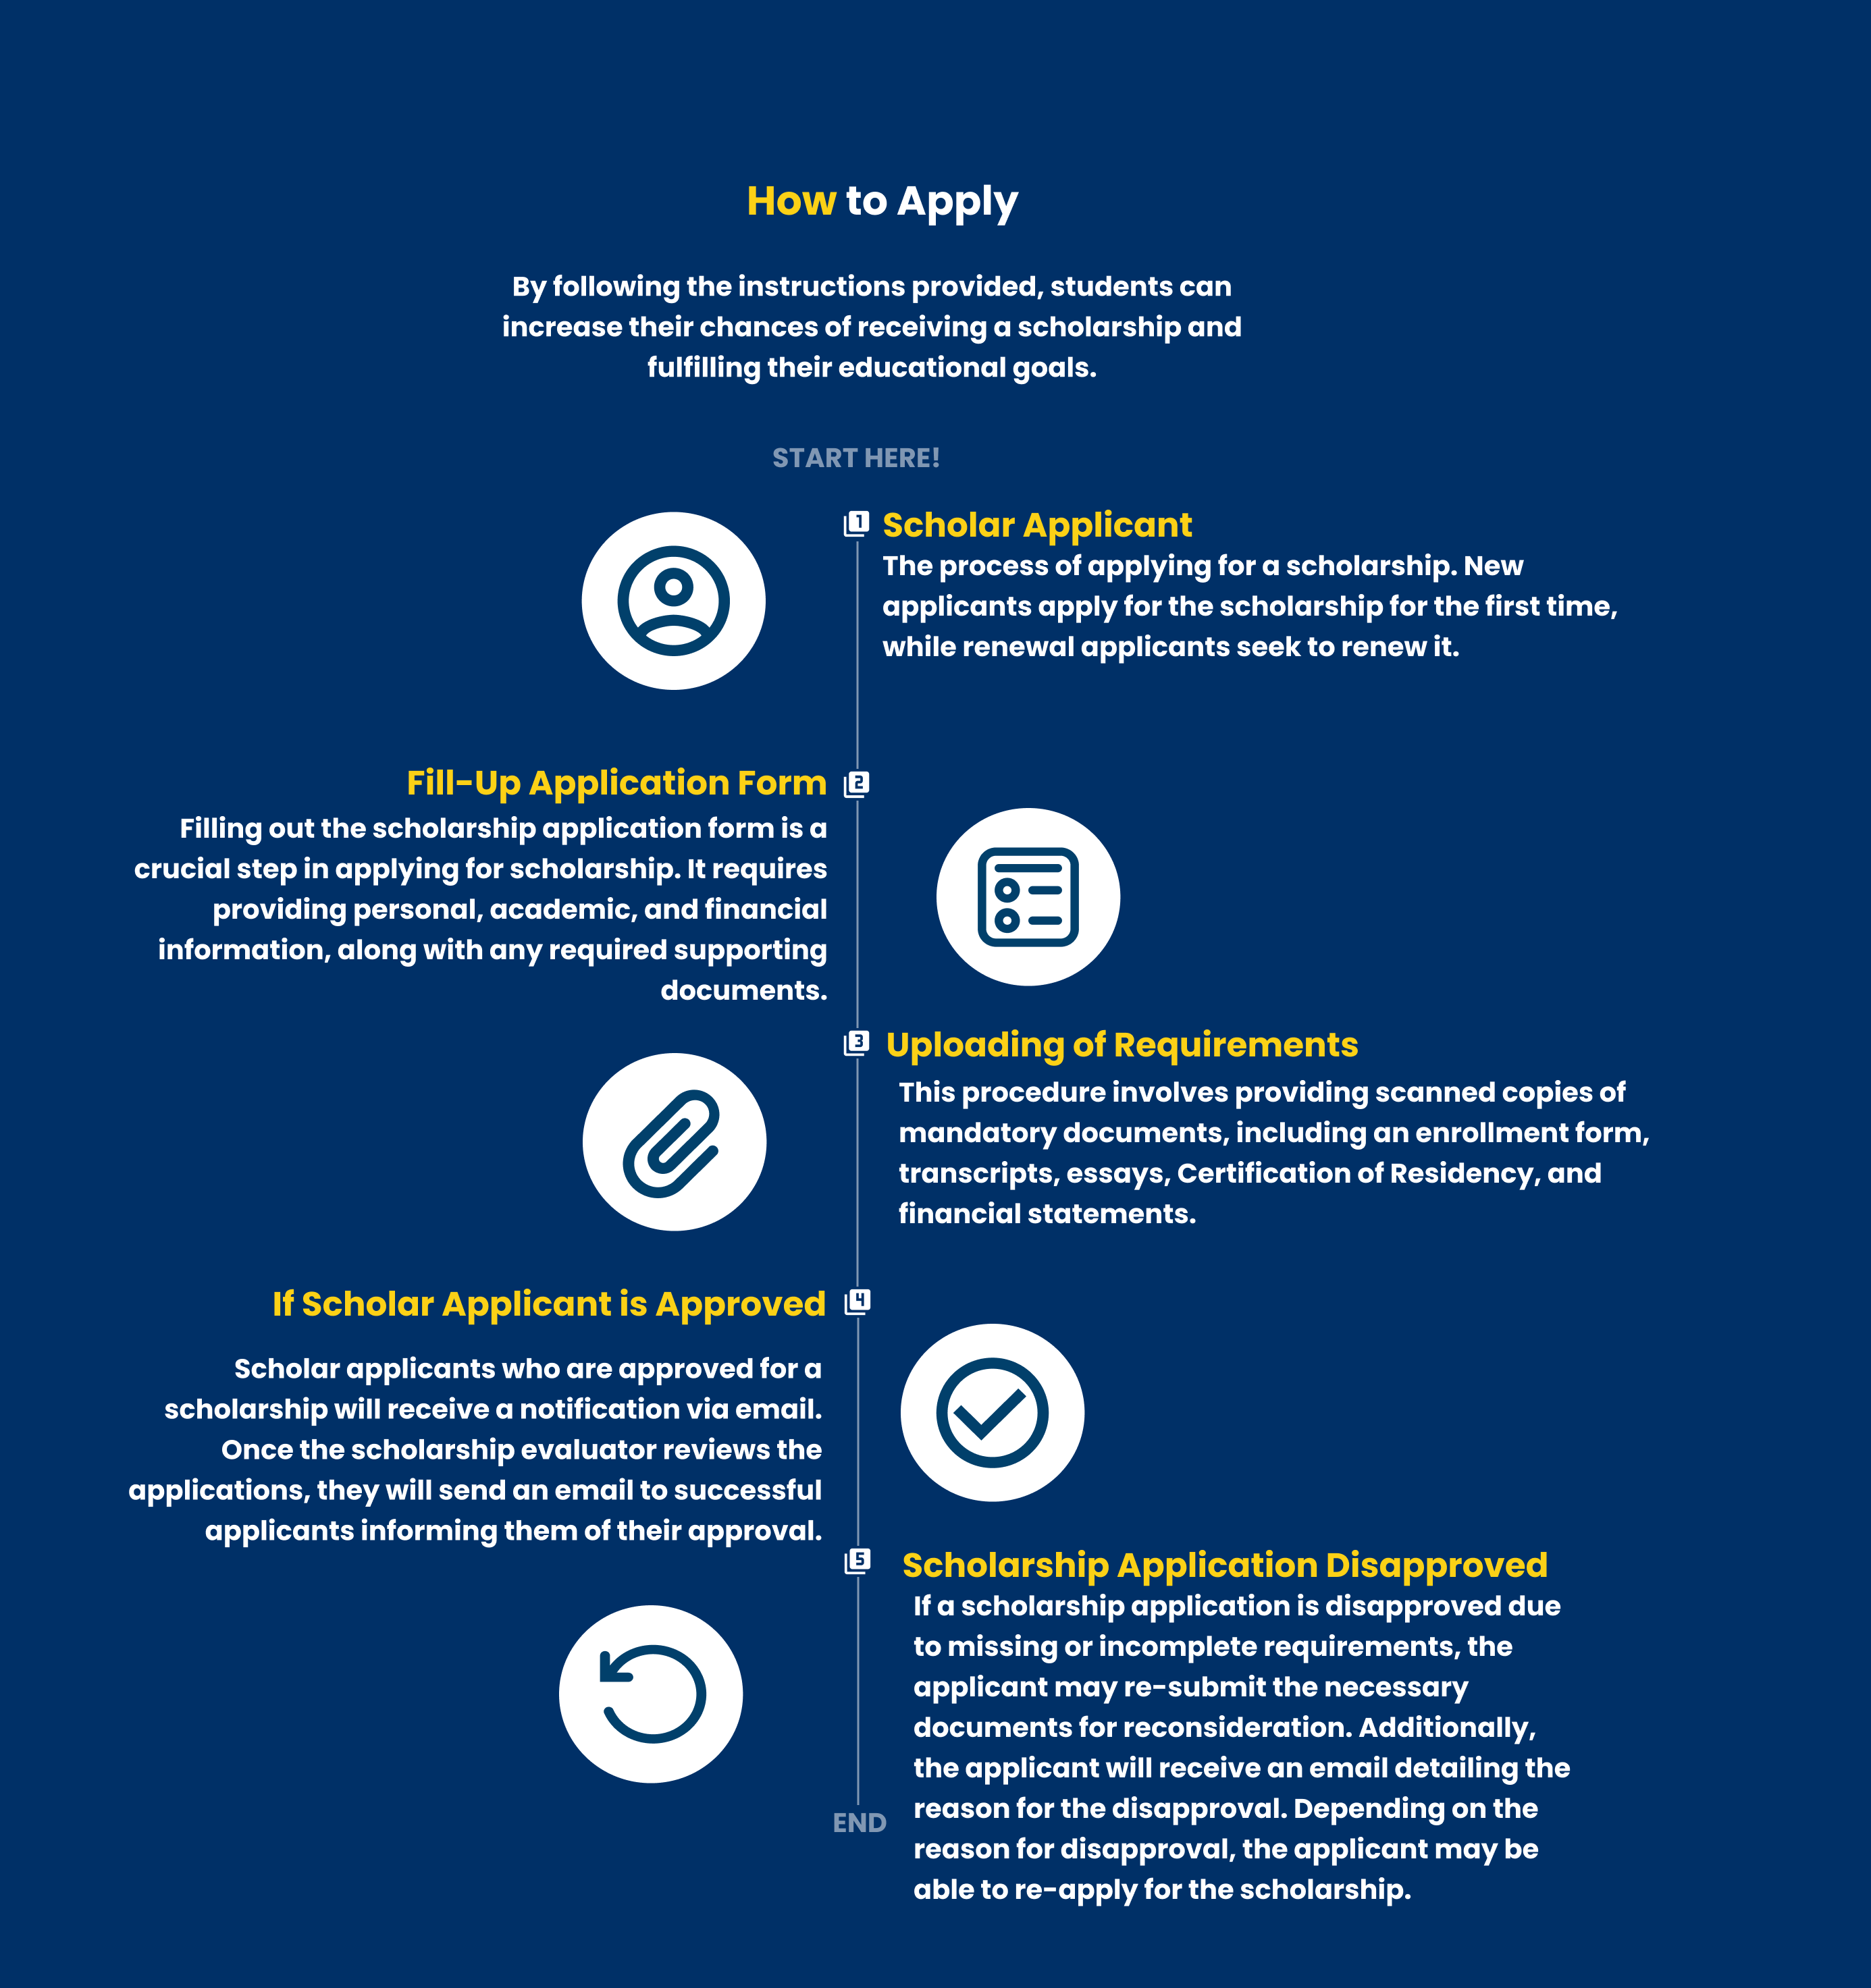 How to Apply
By following the instructions provided, students can
increase their chances of receiving a scholarship and
fulfilling their educational goals.
START HERE!
1 Scholar Applicant
The process of applying for a scholarship. New
applicants apply for the scholarship for the first time,
while renewal applicants seek to renew it.
Fill-Up Application Form 2
Filling out the scholarship application form is a
crucial step in applying for scholarship. It requires
providing personal, academic, and financial
information, along with any required supporting
documents.
3 Uploading of Requirements
This procedure involves providing scanned copies of
mandatory documents, including an enrollment form,
transcripts, essays, Certification of Residency, and
financial statements.
If Scholar Applicant is Approved 4
Scholar applicants who are approved for a
scholarship will receive a notification via email.
Once the scholarship evaluator reviews the
applications, they will send an email to successful
applicants informing them of their approval.
5 Scholarship Application Disapproved
If a scholarship application is disapproved due
to missing or incomplete requirements, the
applicant may re-submit the necessary
documents for reconsideration. Additionally,
the applicant will receive an email detailing the
reason for the disapproval. Depending on the
reason for disapproval, the applicant may be
able to re-apply for the scholarship.
END